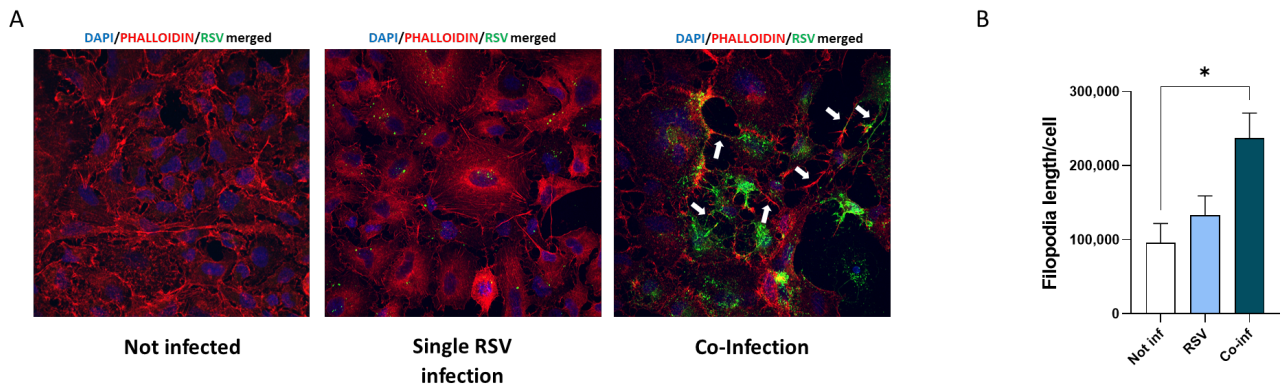 A
B
DAPI/PHALLOIDIN/RSV merged
DAPI/PHALLOIDIN/RSV merged
DAPI/PHALLOIDIN/RSV merged
Not infected
Single RSV
infection
Co-Infection
*
300,000
200,000
100,000
0
Filopodia length/cell
Not inf
RSV
Co-inf